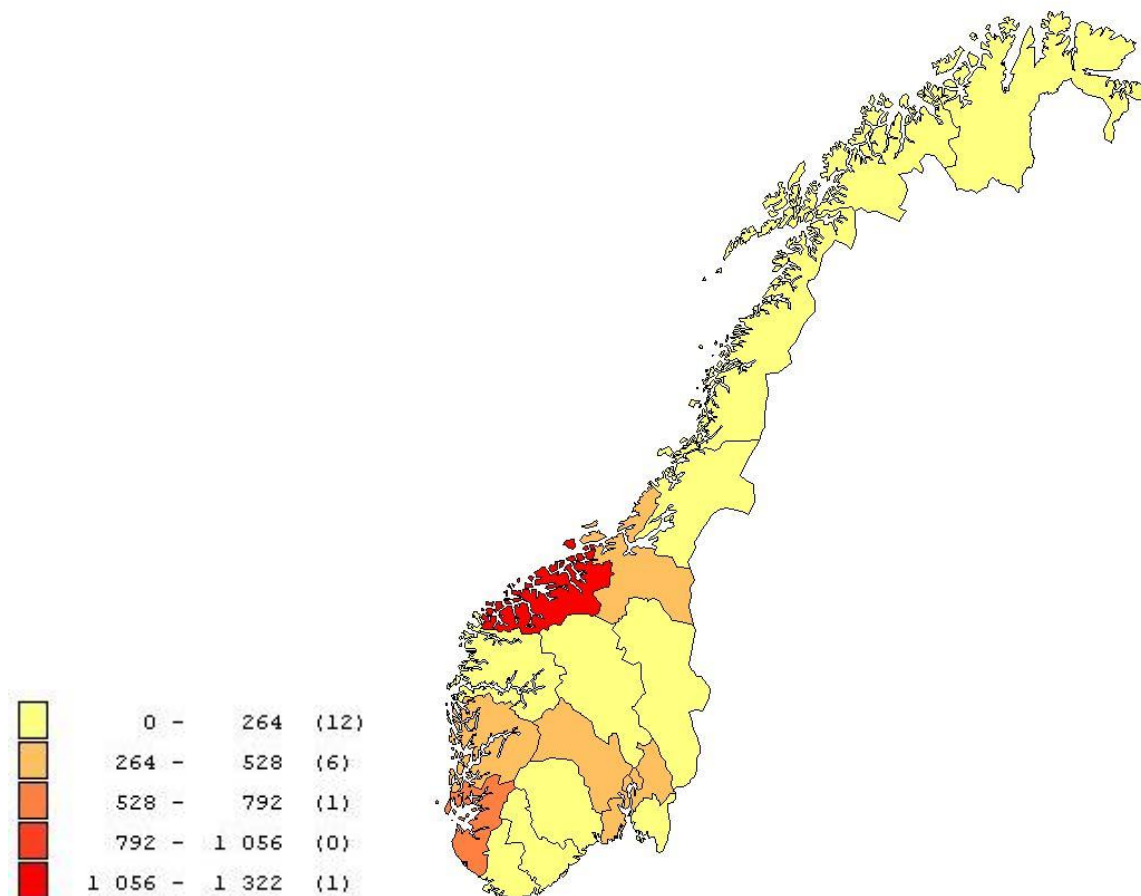 0 - 264 (12)
264 - 528 (6)
528 - 792 (1)
792 - 1 056 (0)
1 056 - 1 322 (1)